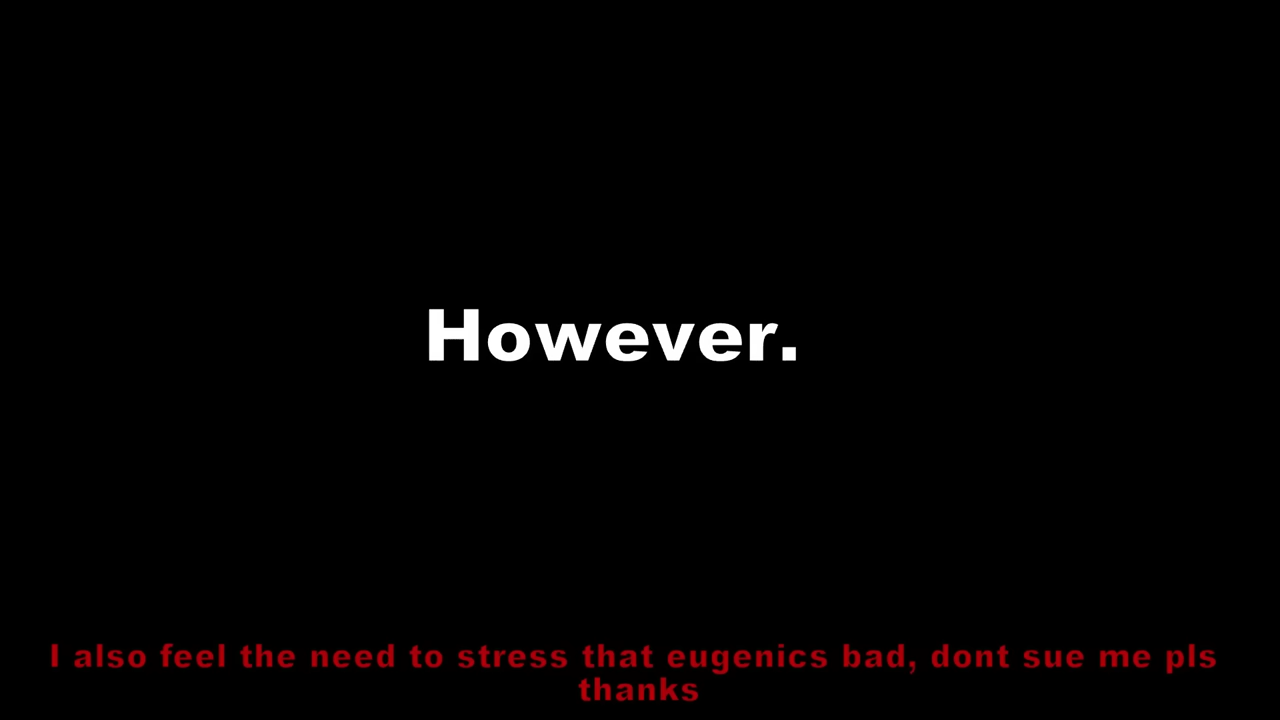 However.
I also feel the need to stress that eugenics bad, dont sue me pls
thanks